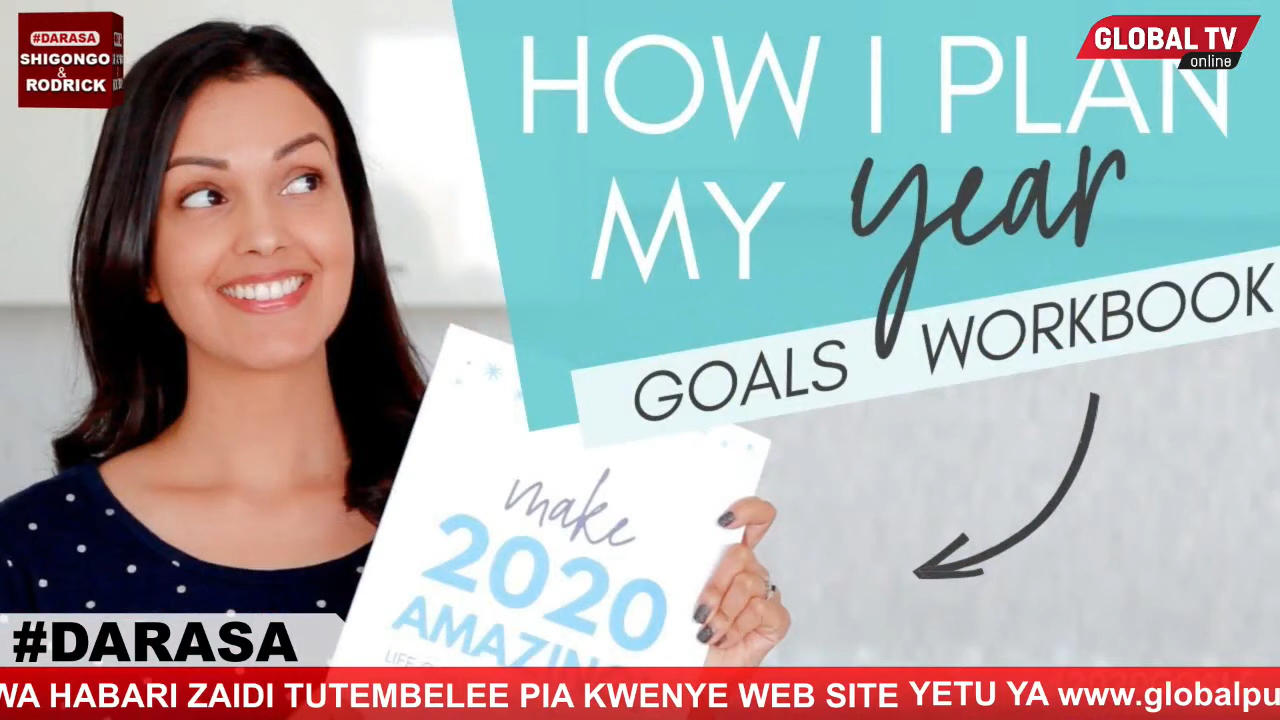 #DARASA
SHIGONGO
&
RODRICK
GLOBAL TV
online
HOW I PLAN
MY year
GOALS WORKBOOK
make
2020
AMAZING
#DARASA
WA HABARI ZAIDI TUTEMBELEE PIA KWENYE WEB SITE YETU YA www.globalpu